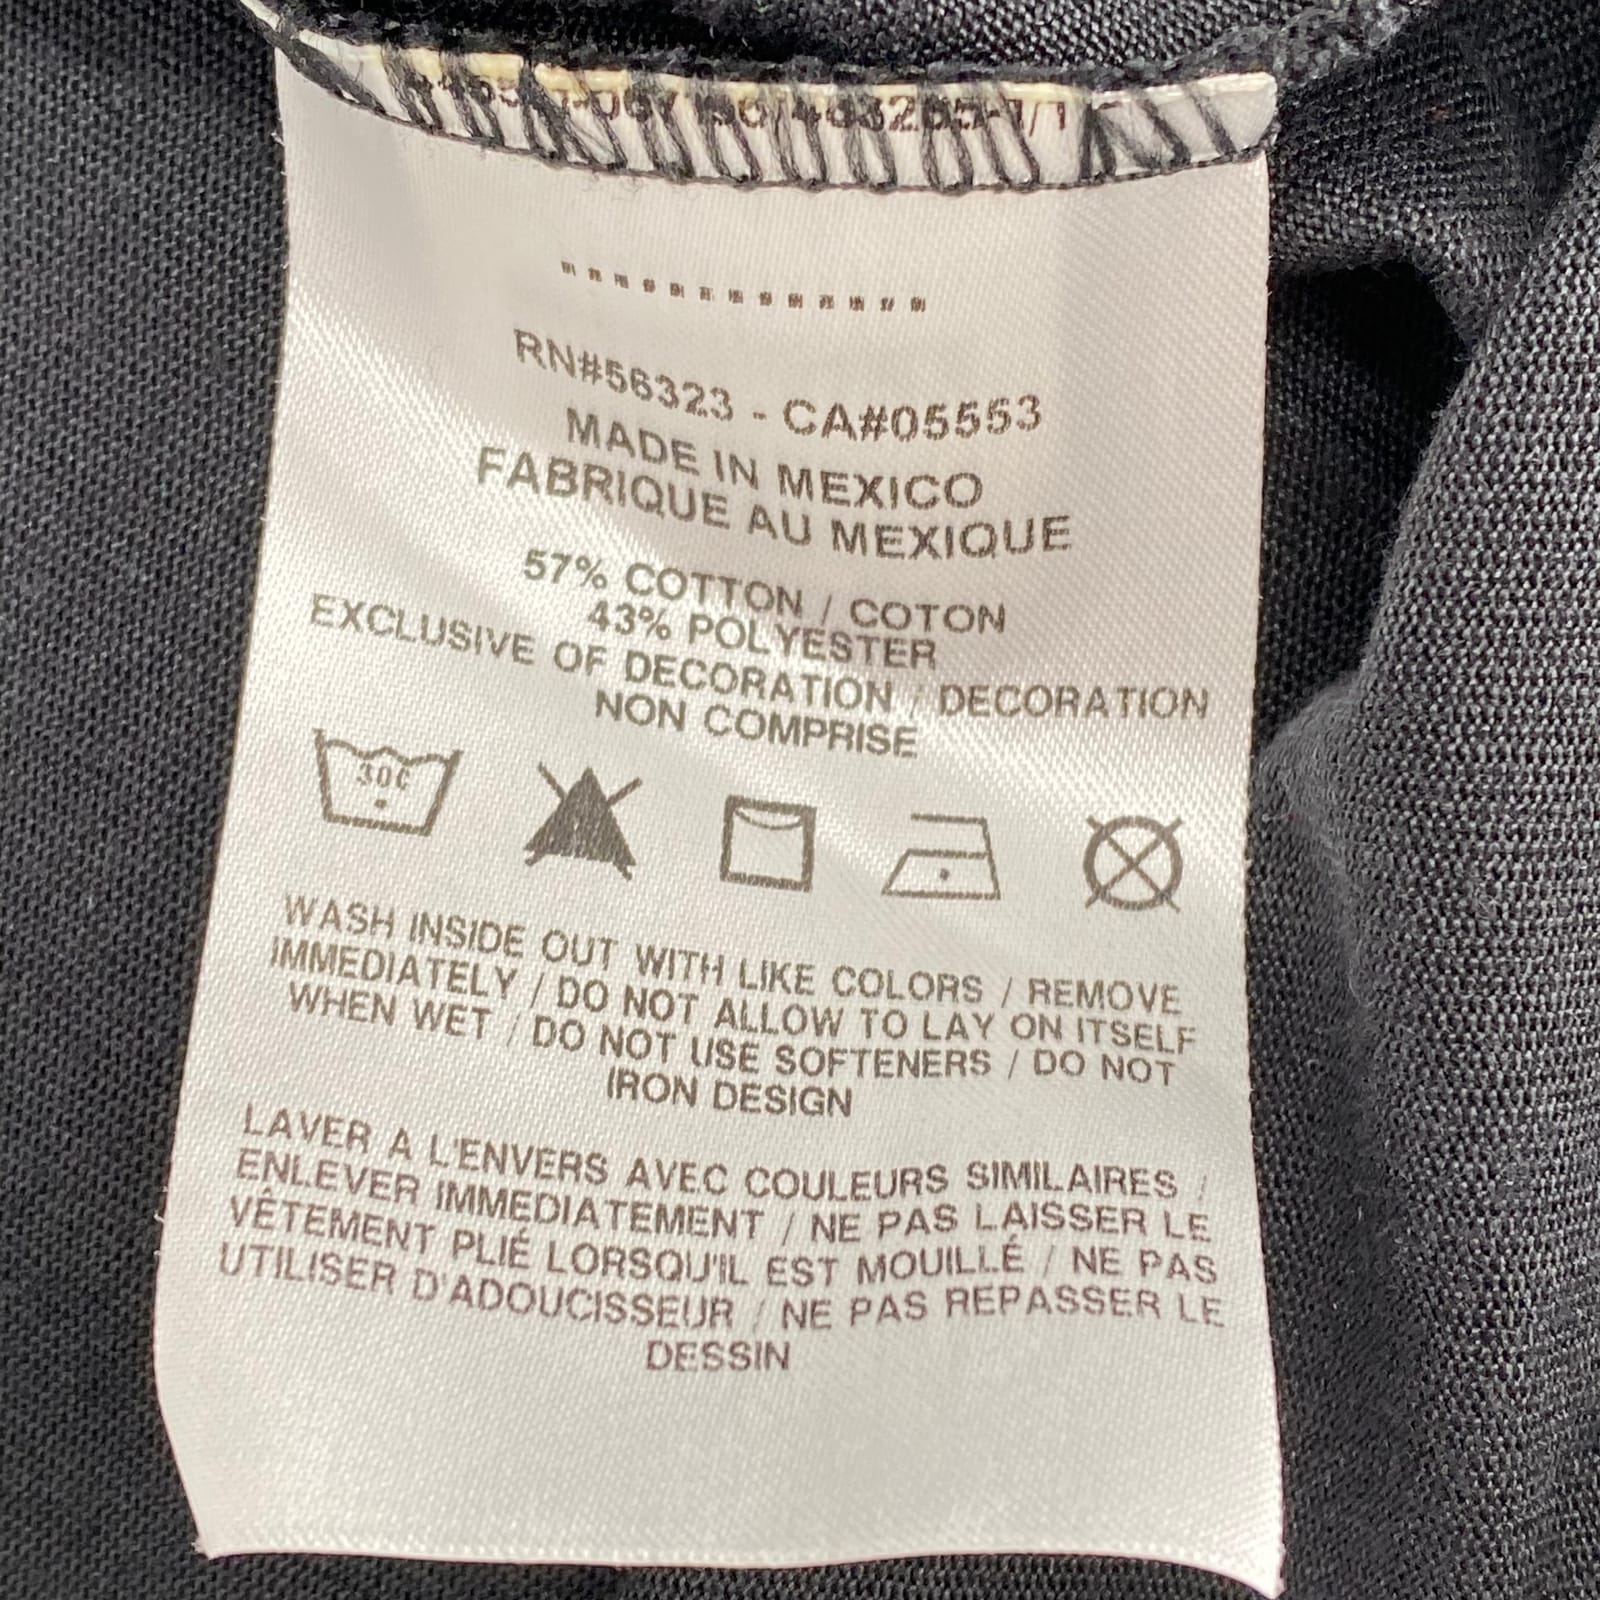 RN#56323 - CA#05553
MADE IN MEXICO
FABRIQUE AU MEXIQUE
57% COTTON / COTON
43% POLYESTER
EXCLUSIVE OF DECORATION / DECORATION
NON COMPRISE
30C
WASH INSIDE OUT WITH LIKE COLORS / REMOVE
IMMEDIATELY / DO NOT ALLOW TO LAY ON ITSELF
WHEN WET / DO NOT USE SOFTENERS / DO NOT
IRON DESIGN
LAVER A L'ENVERS AVEC COULEURS SIMILAIRES /
ENLEVER IMMEDIATEMENT / NE PAS LAISSER LE
VÊTEMENT PLIÉ LORSQU'IL EST MOUILLÉ / NE PAS
UTILISER D'ADOUCISSEUR / NE PAS REPASSER LE
DESSIN